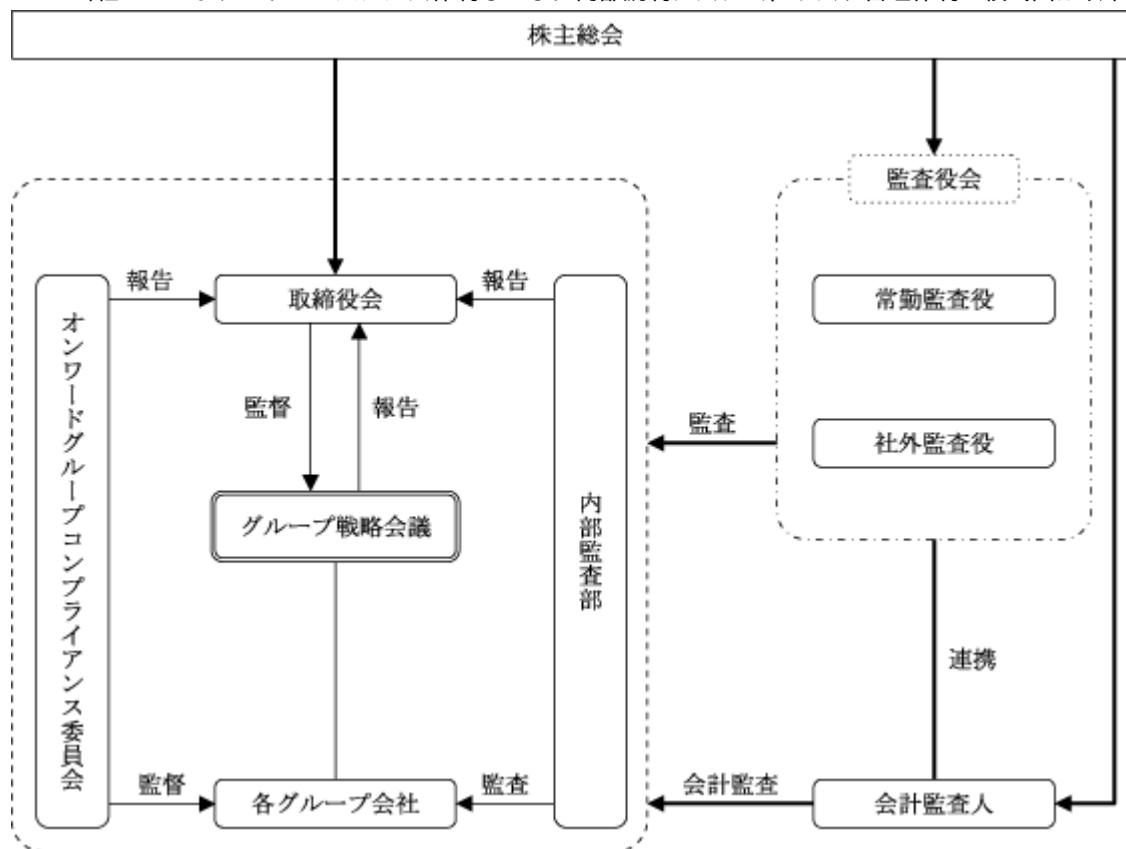 株主総会
監査役会
報告
報告
取締役会
常勤監査役
オンワードグループコンプライアンス委員会
監督
報告
監査
社外監査役
グループ戦略会議
内部監査部
連携
監督
各グループ会社
監査
会計監査
会計監査人